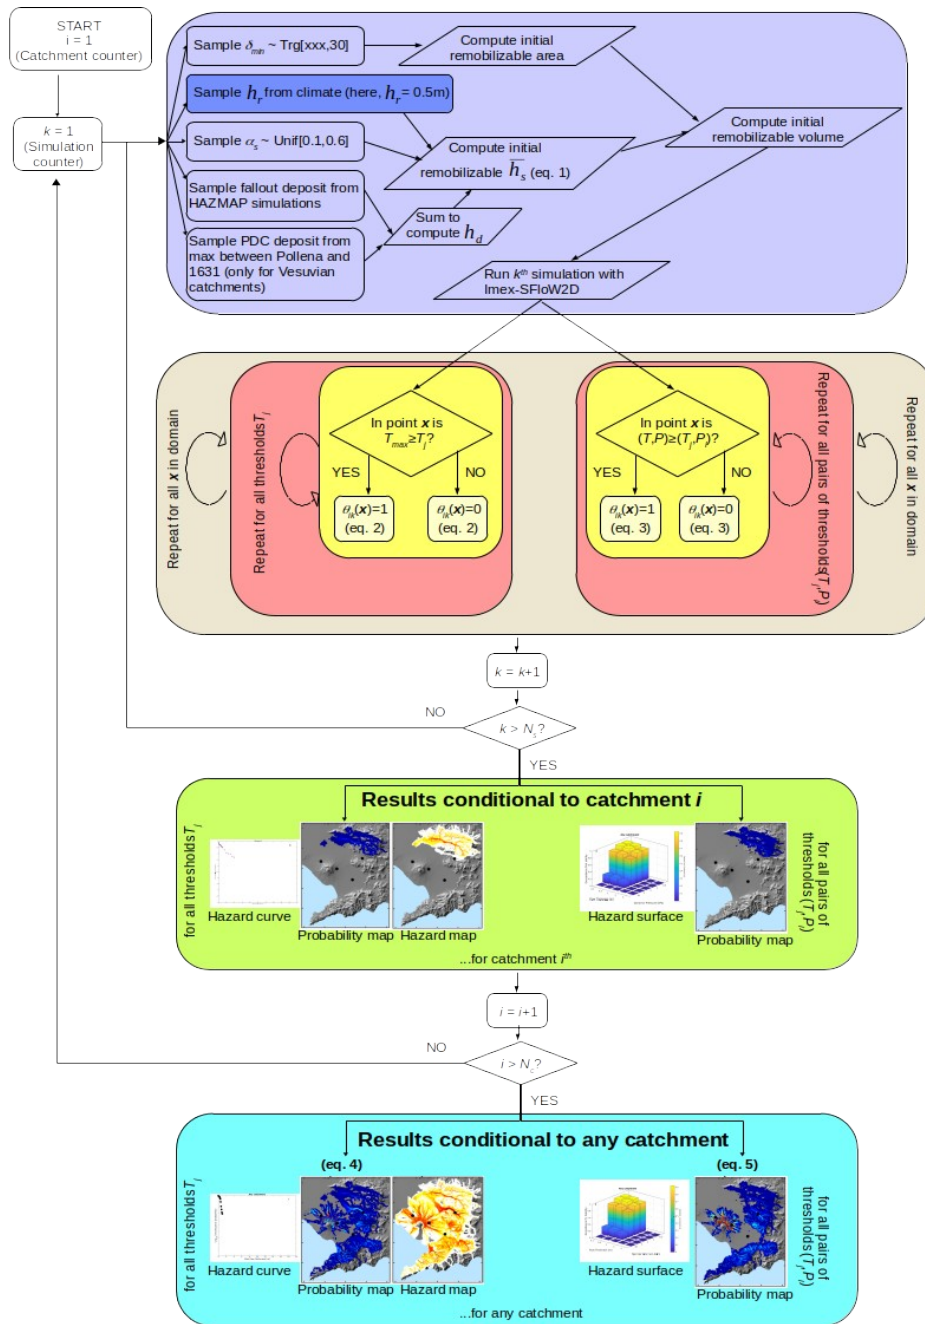 START
i = 1
(Catchment counter)
k = 1
(Simulation
counter)
Sample δmin ~ Trg[xxx,30]
Compute initial
remobilizable area
Sample hr from climate (here, hr = 0.5m)
Sample αs ~ Unif[0.1,0.6]
Compute initial
remobilizable volume
Compute initial
remobilizable h̅s (eq. 1)
Sample fallout deposit from
HAZMAP simulations
Sum to
compute hd
Sample PDC deposit from
max between Pollena and
1631 (only for Vesuvian
catchments)
Run kth simulation with
Imex-SFloW2D
Repeat for all x in domain
Repeat for all thresholds Tj
In point x is
Tmax≥Tj?
YES
NO
θik(x)=1
(eq. 2)
θik(x)=0
(eq. 2)
In point x is
(T,P)≥(Tj,Pl)?
YES
NO
θik(x)=1
(eq. 3)
θik(x)=0
(eq. 3)
Repeat for all pairs of thresholds(Tj,Pl)
Repeat for all x in domain
k = k+1
NO
k > Ns?
YES
Results conditional to catchment i
for all thresholds Tj
Hazard curve
Probability map
Hazard map
Hazard surface
Probability map
for all pairs of
thresholds (Tj,Pl)
...for catchment ith
i = i+1
NO
i > Nc?
YES
Results conditional to any catchment
(eq. 4)
(eq. 5)
for all thresholds Tj
Hazard curve
Probability map
Hazard map
Hazard surface
Probability map
for all pairs of
thresholds (Tj,Pl)
...for any catchment